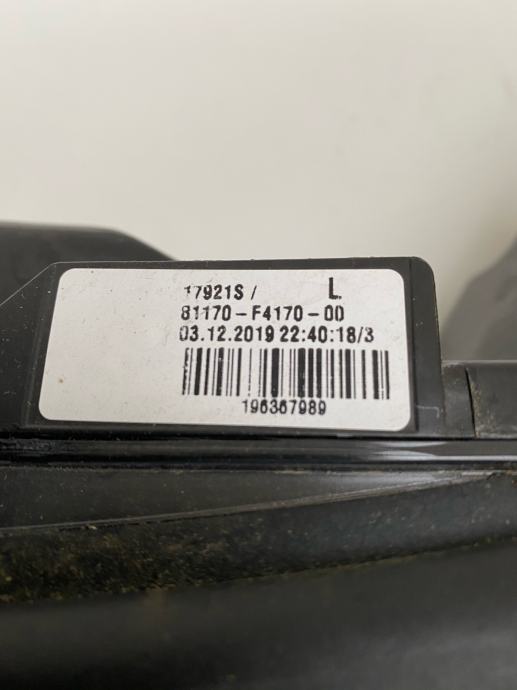 17921S / L
81170-F4170-00
03.12.2019 22:40:18/3
196367989